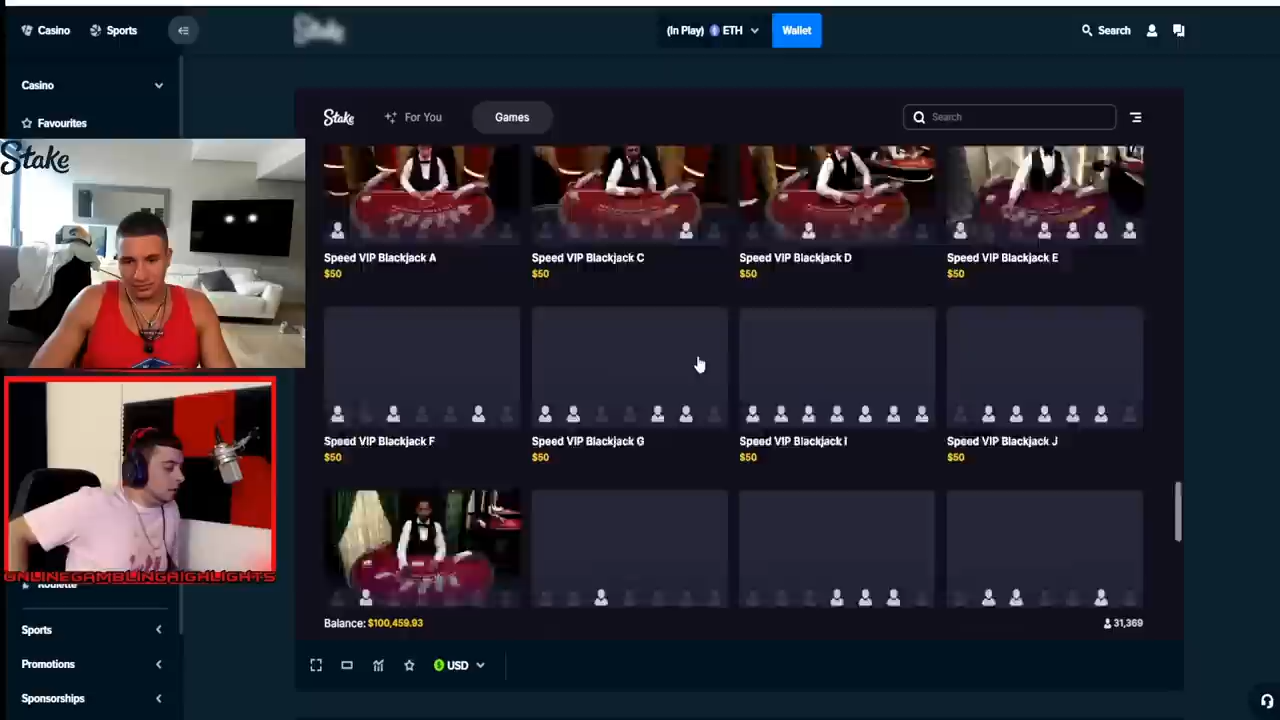 Casino
Sports
Stake
(In Play) ETH
Wallet
Search
Casino
Favourites
Stake
Stake
For You
Games
Search
Speed VIP Blackjack A
$50
Speed VIP Blackjack C
$50
Speed VIP Blackjack D
$50
Speed VIP Blackjack E
$50
Speed VIP Blackjack F
$50
Speed VIP Blackjack G
$50
Speed VIP Blackjack I
$50
Speed VIP Blackjack J
$50
ONLINEGAMBLINGHIGHLIGHTS
Roulette
Balance: $100,459.93
31,369
Sports
Promotions
Sponsorships
USD